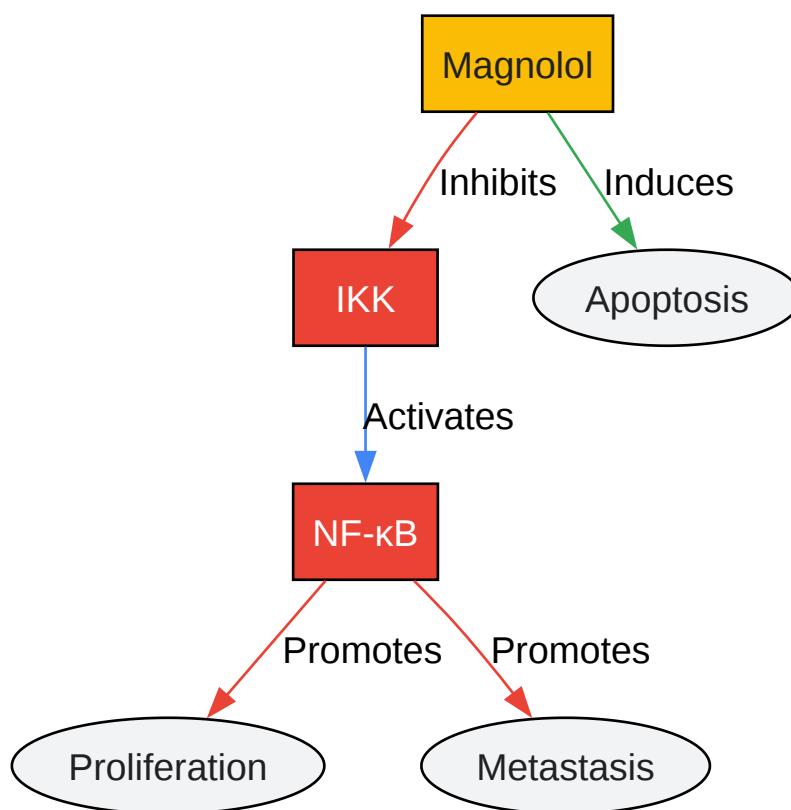 Magnolol
Inhibits
Induces
IKK
Apoptosis
Activates
NF-κB
Promotes
Promotes
Proliferation
Metastasis